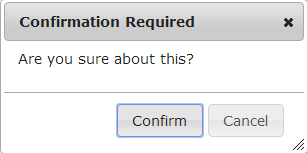 Confirmation Required
Are you sure about this?
Confirm Cancel